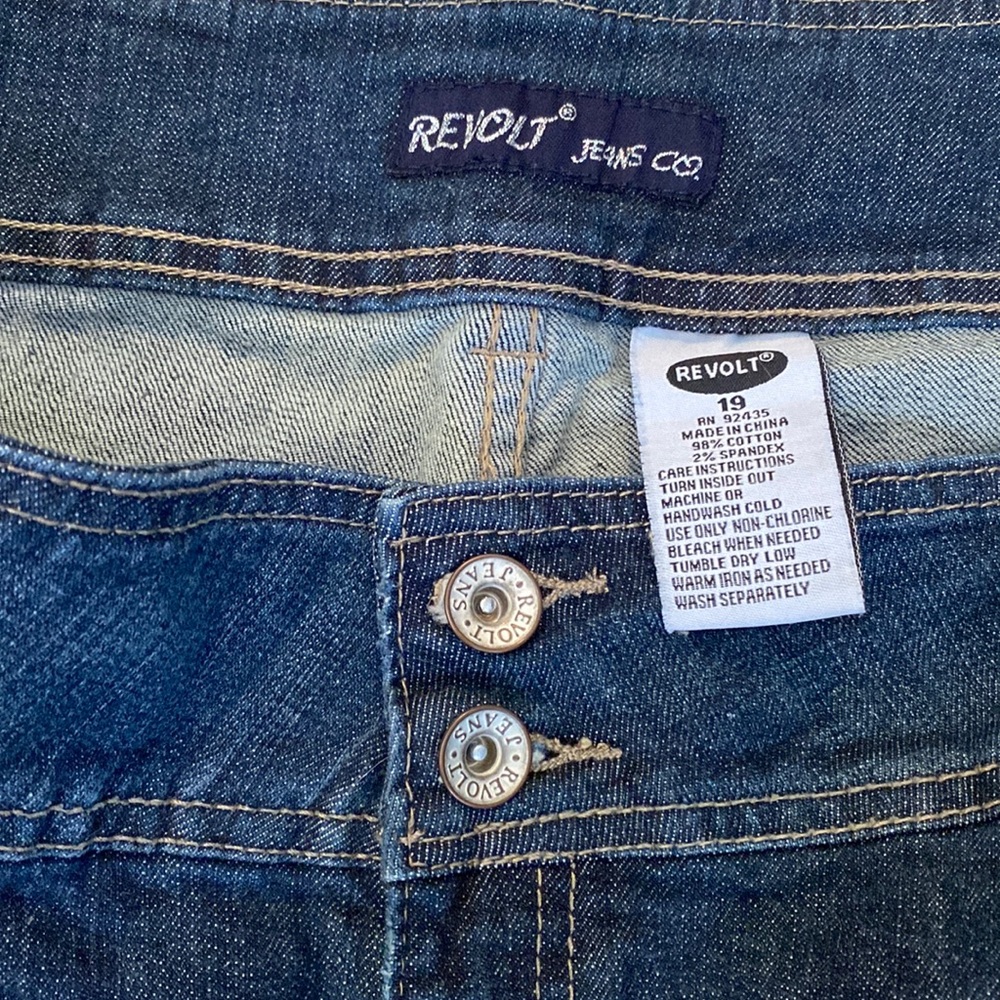 REVOLT® JEANS CO.
REVOLT®
19
RN 92435
MADE IN CHINA
98% COTTON
2% SPANDEX
CARE INSTRUCTIONS
TURN INSIDE OUT
MACHINE OR
HANDWASH COLD
USE ONLY NON-CHLORINE
BLEACH WHEN NEEDED
TUMBLE DRY LOW
WARM IRON AS NEEDED
WASH SEPARATELY
REVOLT • JEANS •
REVOLT • JEANS •